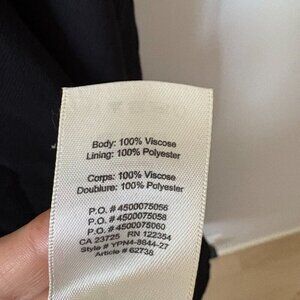 Body: 100% Viscose
Lining: 100% Polyester
Corps: 100% Viscose
Doublure: 100% Polyester
P.O. # 4500075056
P.O. # 4500075058
P.O. # 4500075060
CA 23725 RN 122354
Style # YPN4-8844-27
Article # 62738